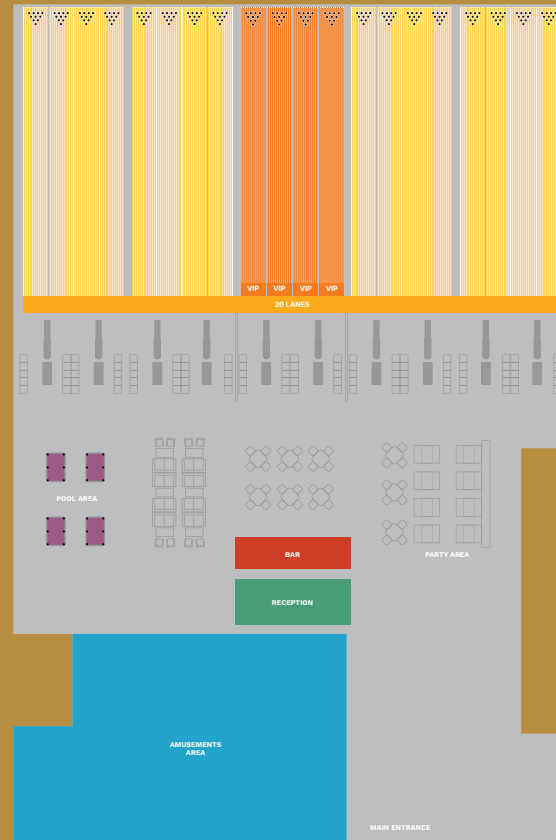 VIP VIP VIP VIP
20 LANES
POOL AREA
BAR
PARTY AREA
RECEPTION
AMUSEMENTS
AREA
MAIN ENTRANCE